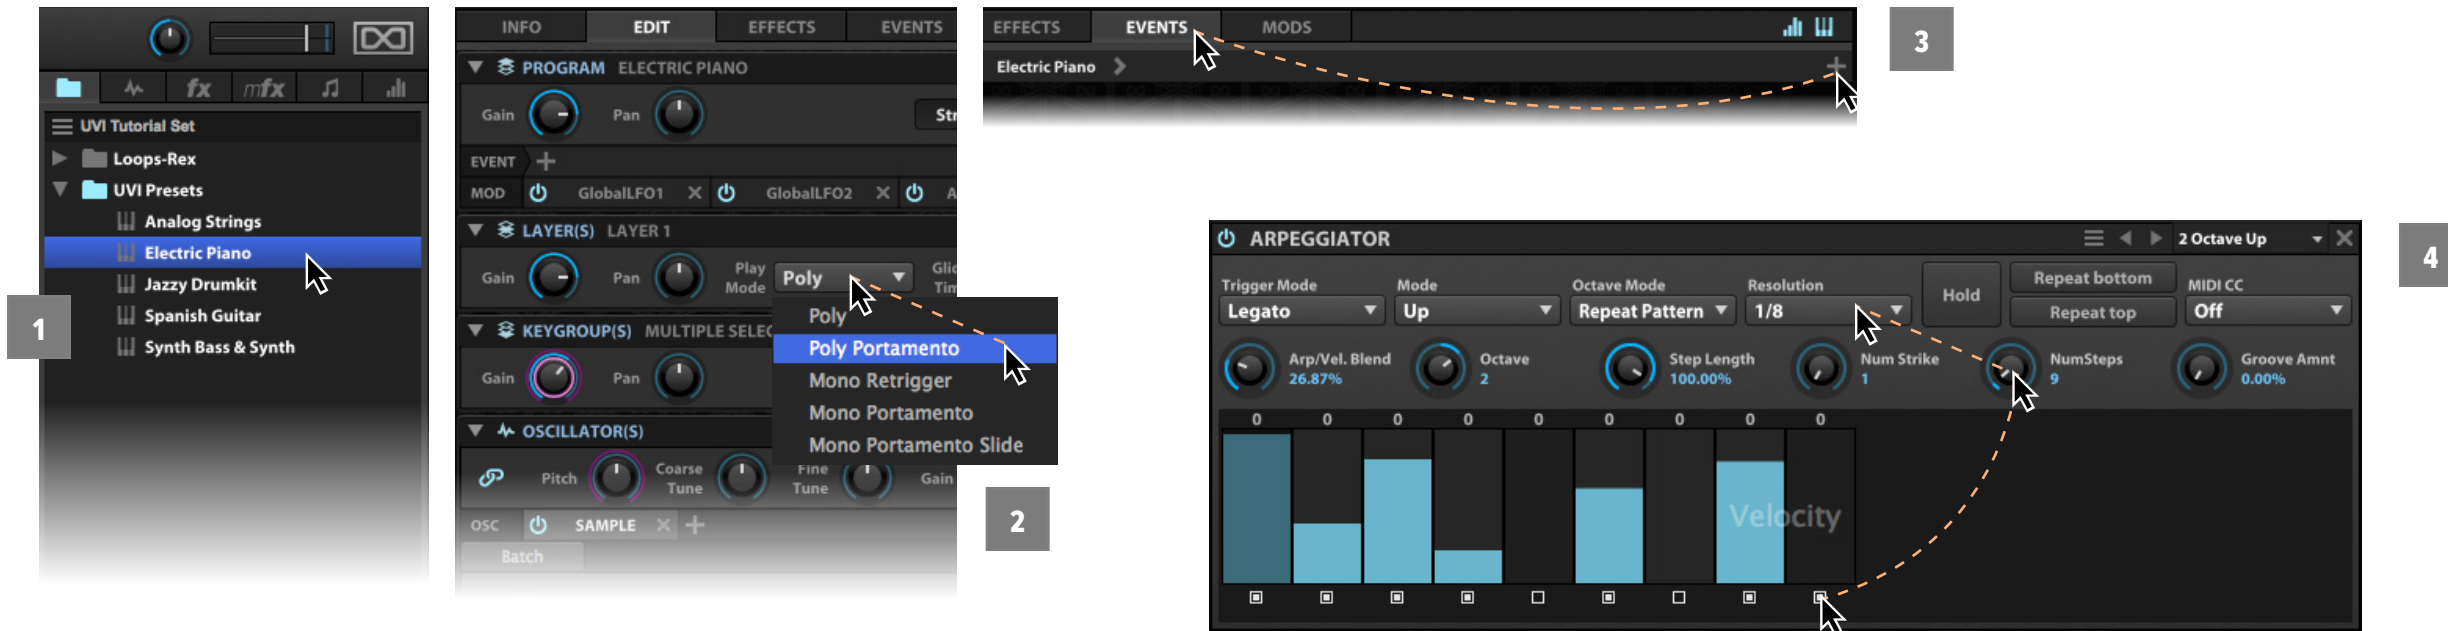 fx
mfx
UVI Tutorial Set
Loops-Rex
UVI Presets
Analog Strings
Electric Piano
Jazzy Drumkit
Spanish Guitar
Synth Bass & Synth
1
INFO EDIT EFFECTS EVENTS
PROGRAM ELECTRIC PIANO
Gain Pan Str
EVENT
MOD GlobalLFO1 GlobalLFO2 A
LAYER(S) LAYER 1
Gain Pan Play Mode Poly
Poly
KEYGROUP(S) MULTIPLE SELEC
Poly Portamento
Gain Pan Mono Retrigger
Mono Portamento
OSCILLATOR(S) Mono Portamento Slide
Pitch Coarse Tune Fine Tune Gain
OSC SAMPLE
Batch
2
EFFECTS EVENTS MODS
Electric Piano
3
ARPEGGIATOR 2 Octave Up
Trigger Mode Mode Octave Mode Resolution Hold Repeat bottom MIDI CC
Legato Up Repeat Pattern 1/8 Repeat top Off
Arp/Vel. Blend Octave Step Length Num Strike NumSteps Groove Amnt
26.87% 2 100.00% 1 9 0.00%
0 0 0 0 0 0 0 0 0
Velocity
4